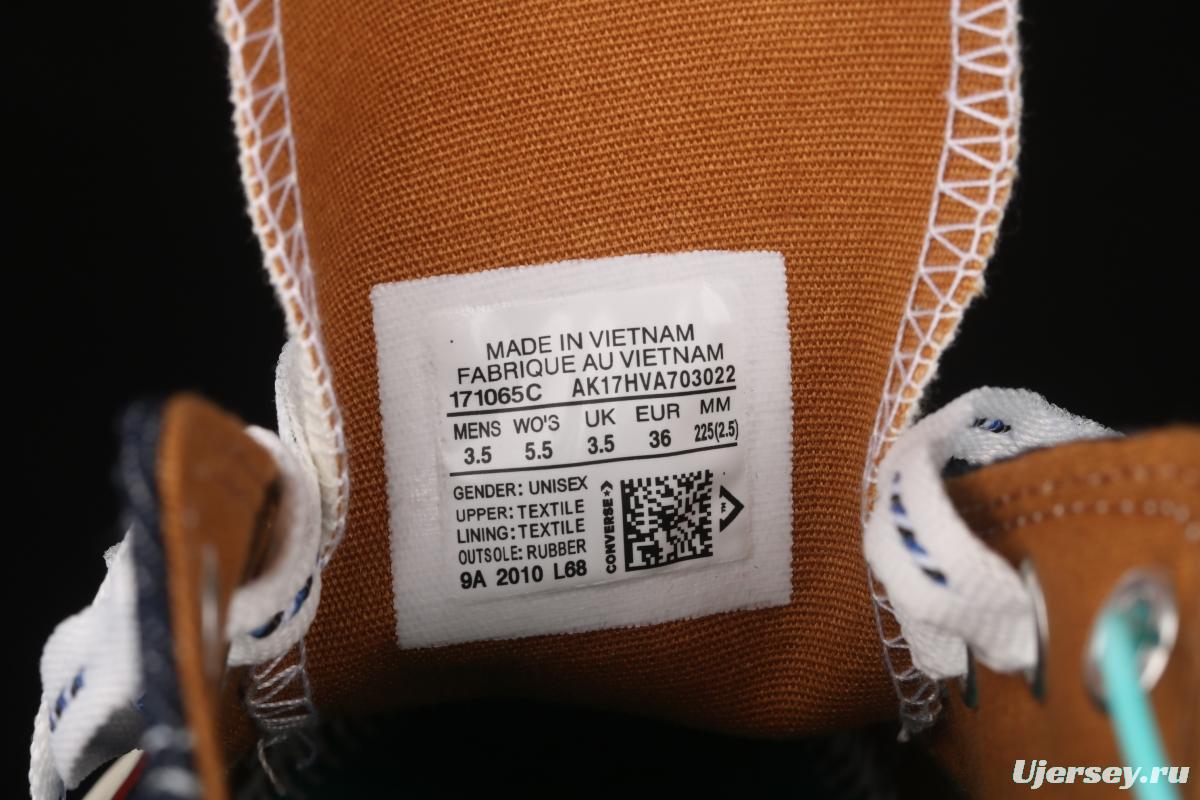 MADE IN VIETNAM
FABRIQUE AU VIETNAM
171065C AK17HVA703022
MENS WO'S UK EUR MM
3.5 5.5 3.5 36 225(2.5)
GENDER: UNISEX
UPPER: TEXTILE
LINING: TEXTILE
OUTSOLE: RUBBER
9A 2010 L68
CONVERSE
Ujersey.ru